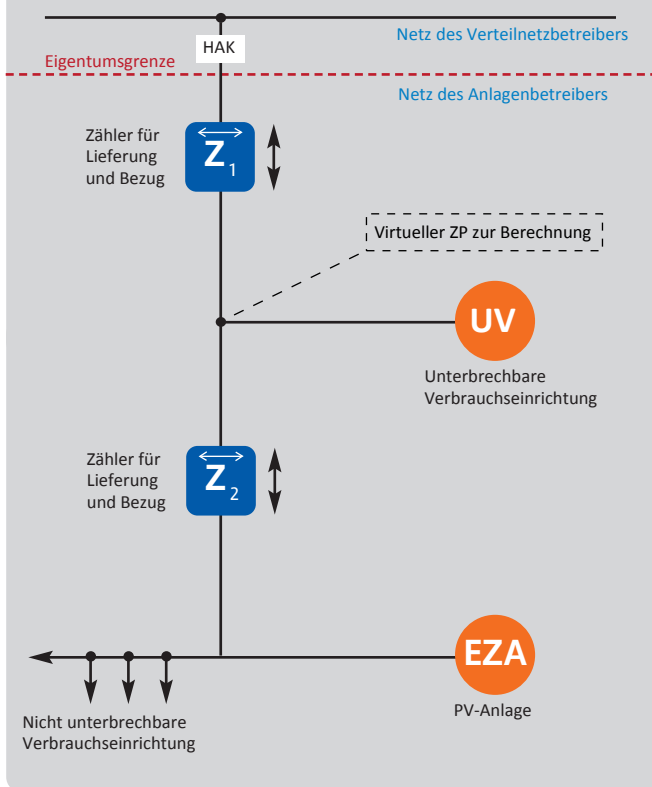 Netz des Verteilnetzbetreibers
HAK
Eigentumsgrenze
Netz des Anlagenbetreibers
Zähler für
Lieferung
und Bezug
Z1
Virtueller ZP zur Berechnung
UV
Unterbrechbare
Verbrauchseinrichtung
Zähler für
Lieferung
und Bezug
Z2
EZA
PV-Anlage
Nicht unterbrechbare
Verbrauchseinrichtung